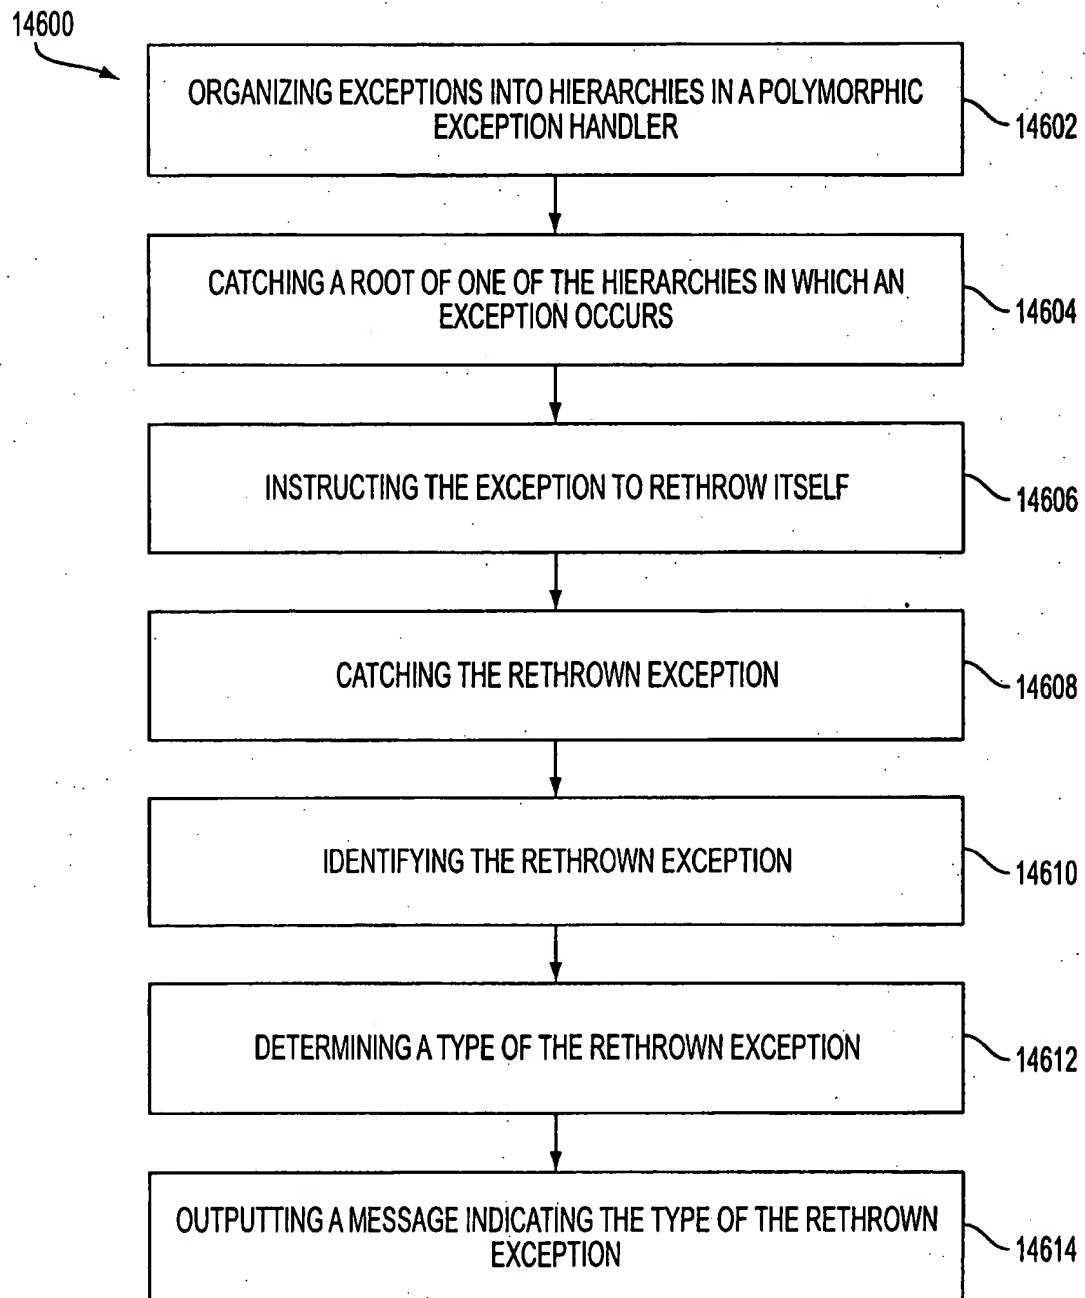 14600
ORGANIZING EXCEPTIONS INTO HIERARCHIES IN A POLYMORPHIC
EXCEPTION HANDLER
14602
CATCHING A ROOT OF ONE OF THE HIERARCHIES IN WHICH AN
EXCEPTION OCCURS
14604
INSTRUCTING THE EXCEPTION TO RETHROW ITSELF
14606
CATCHING THE RETHROWN EXCEPTION
14608
IDENTIFYING THE RETHROWN EXCEPTION
14610
DETERMINING A TYPE OF THE RETHROWN EXCEPTION
14612
OUTPUTTING A MESSAGE INDICATING THE TYPE OF THE RETHROWN
EXCEPTION
14614